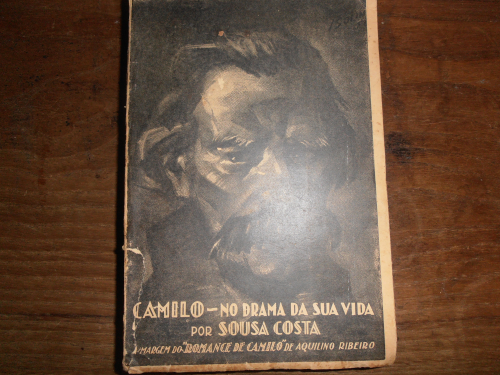 CAMILO – NO DRAMA DA SUA VIDA
POR SOUSA COSTA
À MARGEM DO "ROMANCE DE CAMILO" DE AQUILINO RIBEIRO